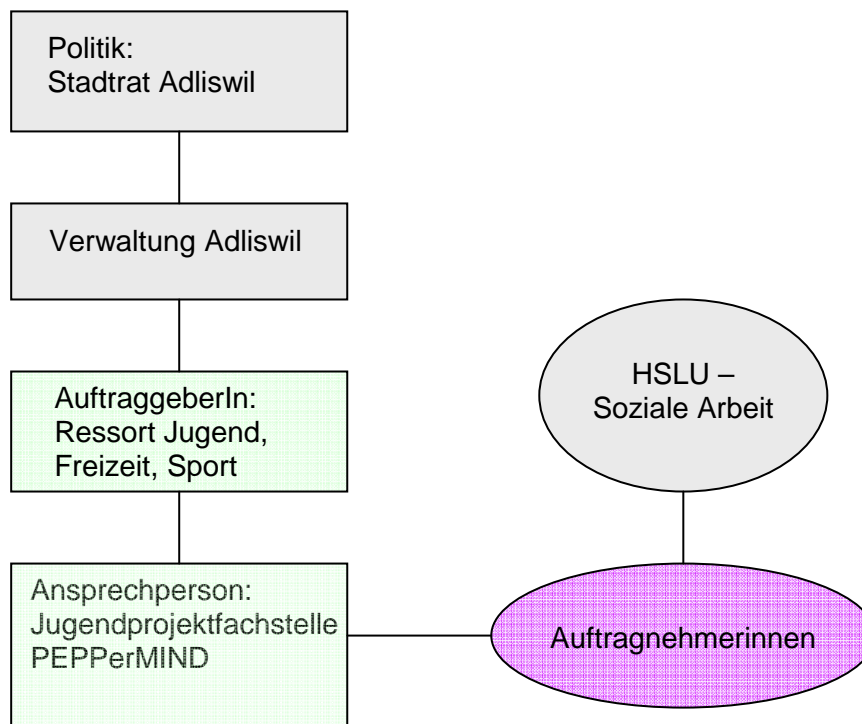 Politik:
Stadtrat Adliswil
Verwaltung Adliswil
AuftraggeberIn:
Ressort Jugend,
Freizeit, Sport
HSLU –
Soziale Arbeit
Ansprechperson:
Jugendprojektfachstelle
PEPPerMIND
Auftragnehmerinnen